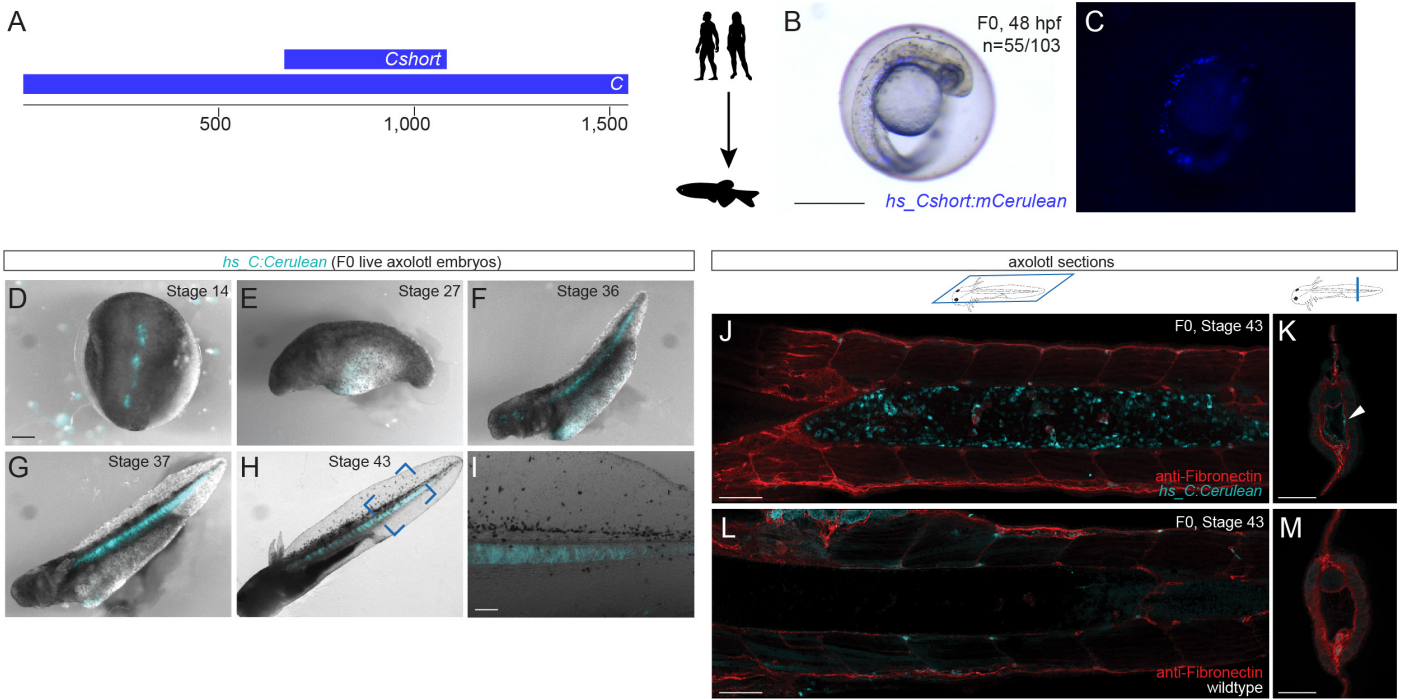 A
Cshort
C
500
1,000
1,500
B
F0, 48 hpf
n=55/103
hs_Cshort:mCerulean
C
hs_C:Cerulean (F0 live axolotl embryos)
D
Stage 14
E
Stage 27
F
Stage 36
G
Stage 37
H
Stage 43
I
axolotl sections
J
F0, Stage 43
anti-Fibronectin
hs_C:Cerulean
K
L
F0, Stage 43
anti-Fibronectin
wildtype
M